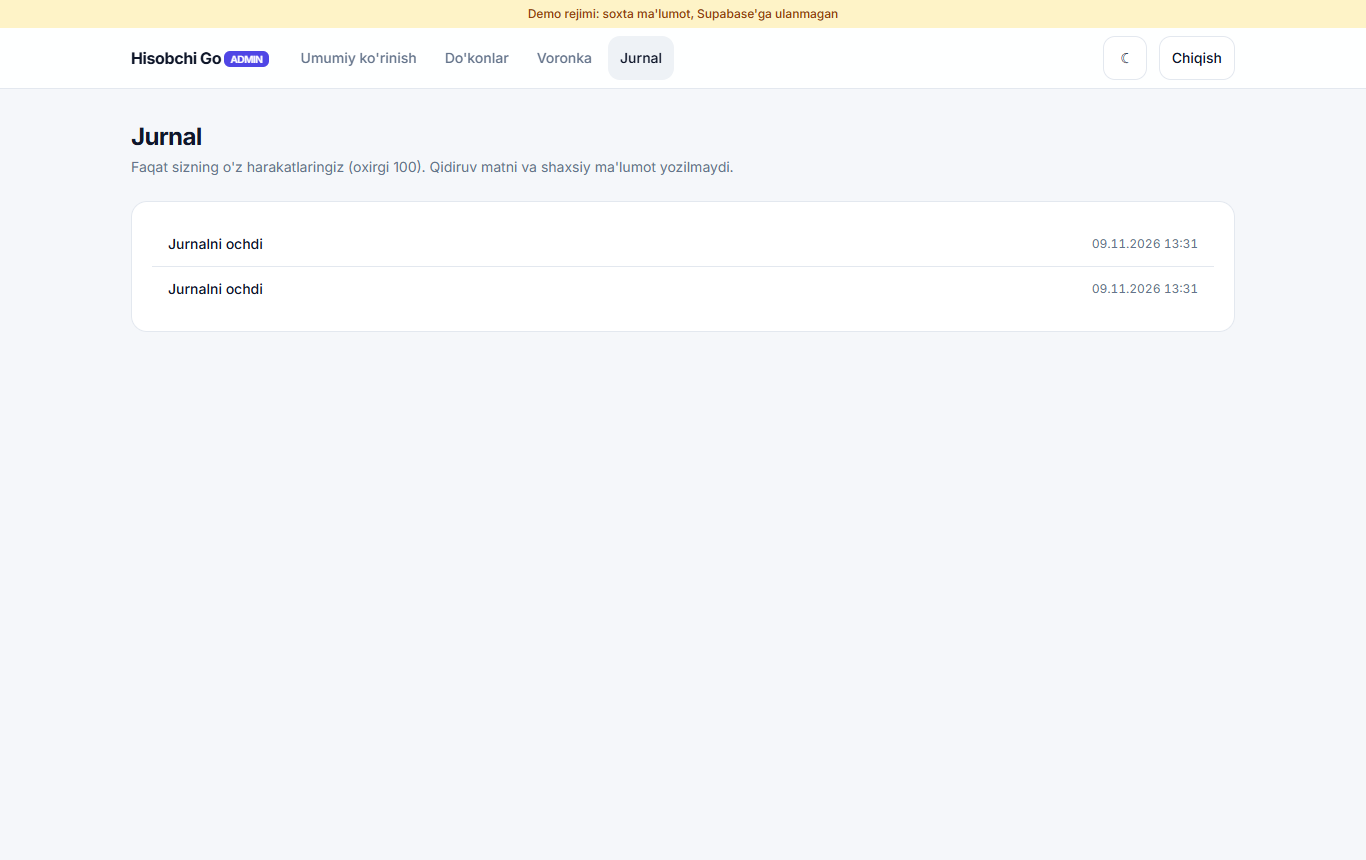 Demo rejimi: soxta ma'lumot, Supabase'ga ulanmagan
Hisobchi Go ADMIN Umumiy ko'rinish Do'konlar Voronka Jurnal Chiqish
Jurnal
Faqat sizning o'z harakatlaringiz (oxirgi 100). Qidiruv matni va shaxsiy ma'lumot yozilmaydi.
Jurnalni ochdi 09.11.2026 13:31
Jurnalni ochdi 09.11.2026 13:31